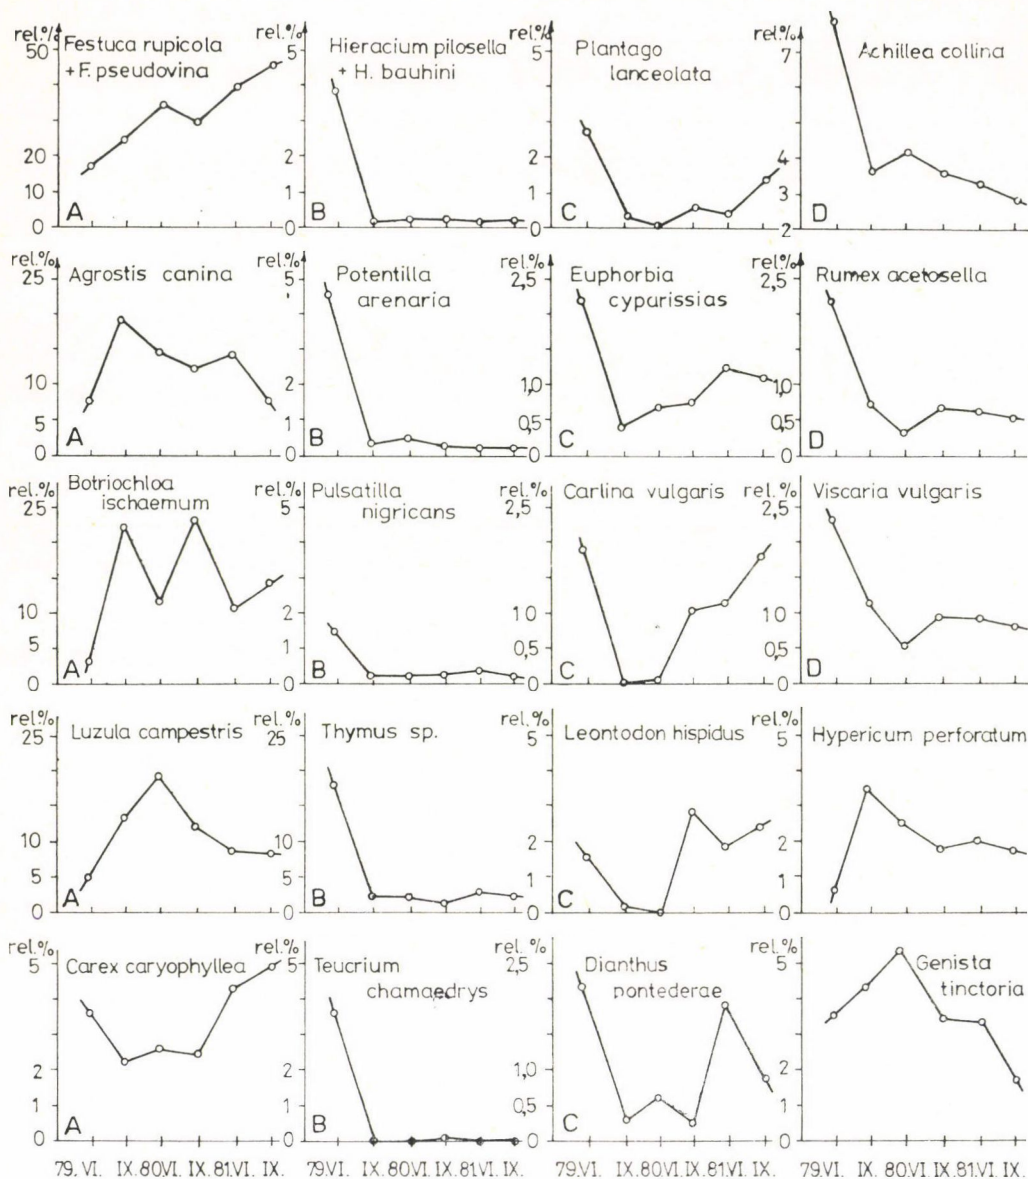 rel.%
50
20
10
0
Festuca rupicola
+ F. pseudovina
A
rel.%
5
2
1
0
Hieracium pilosella
+ H. bauhini
B
rel.%
5
2
1
0
Plantago
lanceolata
C
rel.%
7
4
3
2
Achillea collina
D
rel.%
25
10
5
0
Agrostis canina
A
rel.%
5
2
1
0
Potentilla
arenaria
B
rel.%
2,5
1,0
0,5
0
Euphorbia
cyparissias
C
rel.%
2,5
1,0
0,5
0
Rumex acetosella
D
rel.%
25
10
5
0
Botriochloa
ischaemum
A
rel.%
5
2
1
0
Pulsatilla
nigricans
B
rel.%
2,5
1 0
0,5
0
Carlina vulgaris
C
rel.%
2,5
1 0
0,5
0
Viscaria vulgaris
D
rel.%
25
10
5
0
Luzula campestris
A
rel.%
25
10
5
0
Thymus sp.
B
rel.%
5
2
1
0
Leontodon hispidus
C
rel.%
5
2
1
0
Hypericum perforatum
rel.%
5
2
1
0
Carex caryophyllea
A
rel.%
5
2
1
0
Teucrium
chamaedrys
B
rel.%
2,5
1,0
0,5
0
Dianthus
pontederae
C
rel.%
5
2
1
0
Genista
tinctoria
79.VI. IX. 80.VI. IX. 81.VI. IX.
79.VI. IX. 80.VI. IX. 81.VI. IX.
79.VI. IX. 80.VI. IX. 81.VI. IX.
79.VI. IX. 80.VI. IX. 81.VI. IX.